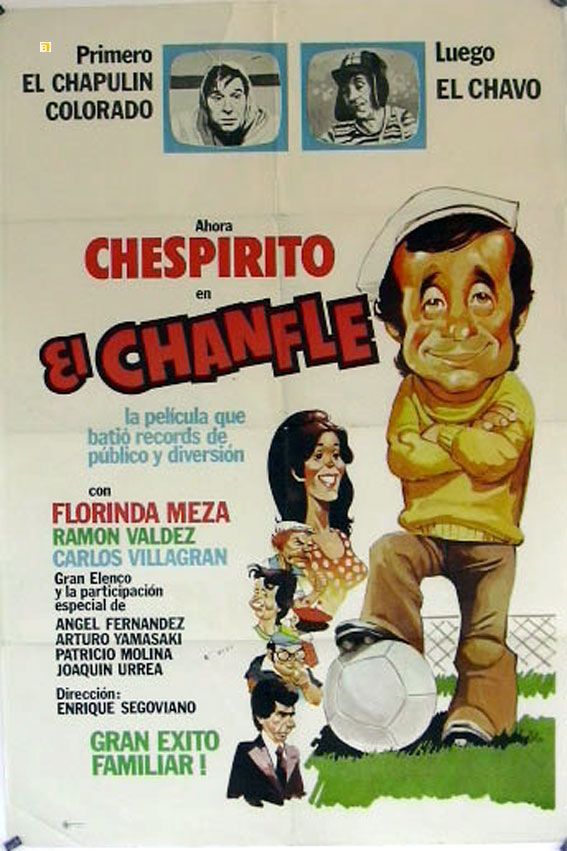 a
Primero
EL CHAPULIN
COLORADO
Luego
EL CHAVO
Ahora
CHESPIRITO
en
El CHANFLE
la película que
batió records de
público y diversión
con
FLORINDA MEZA
RAMON VALDEZ
CARLOS VILLAGRAN
Gran Elenco
y la participación
especial de
ANGEL FERNANDEZ
ARTURO YAMASAKI
PATRICIO MOLINA
JOAQUIN URREA
Dirección:
ENRIQUE SEGOVIANO
GRAN EXITO
FAMILIAR !